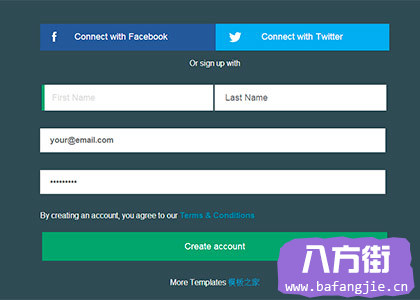 Connect with Facebook
Connect with Twitter
Or sign up with
First Name
Last Name
your@email.com
•••••••••
By creating an account, you agree to our Terms & Conditions
Create account
More Templates 模板之家
八方街
www.bafangjie.cn